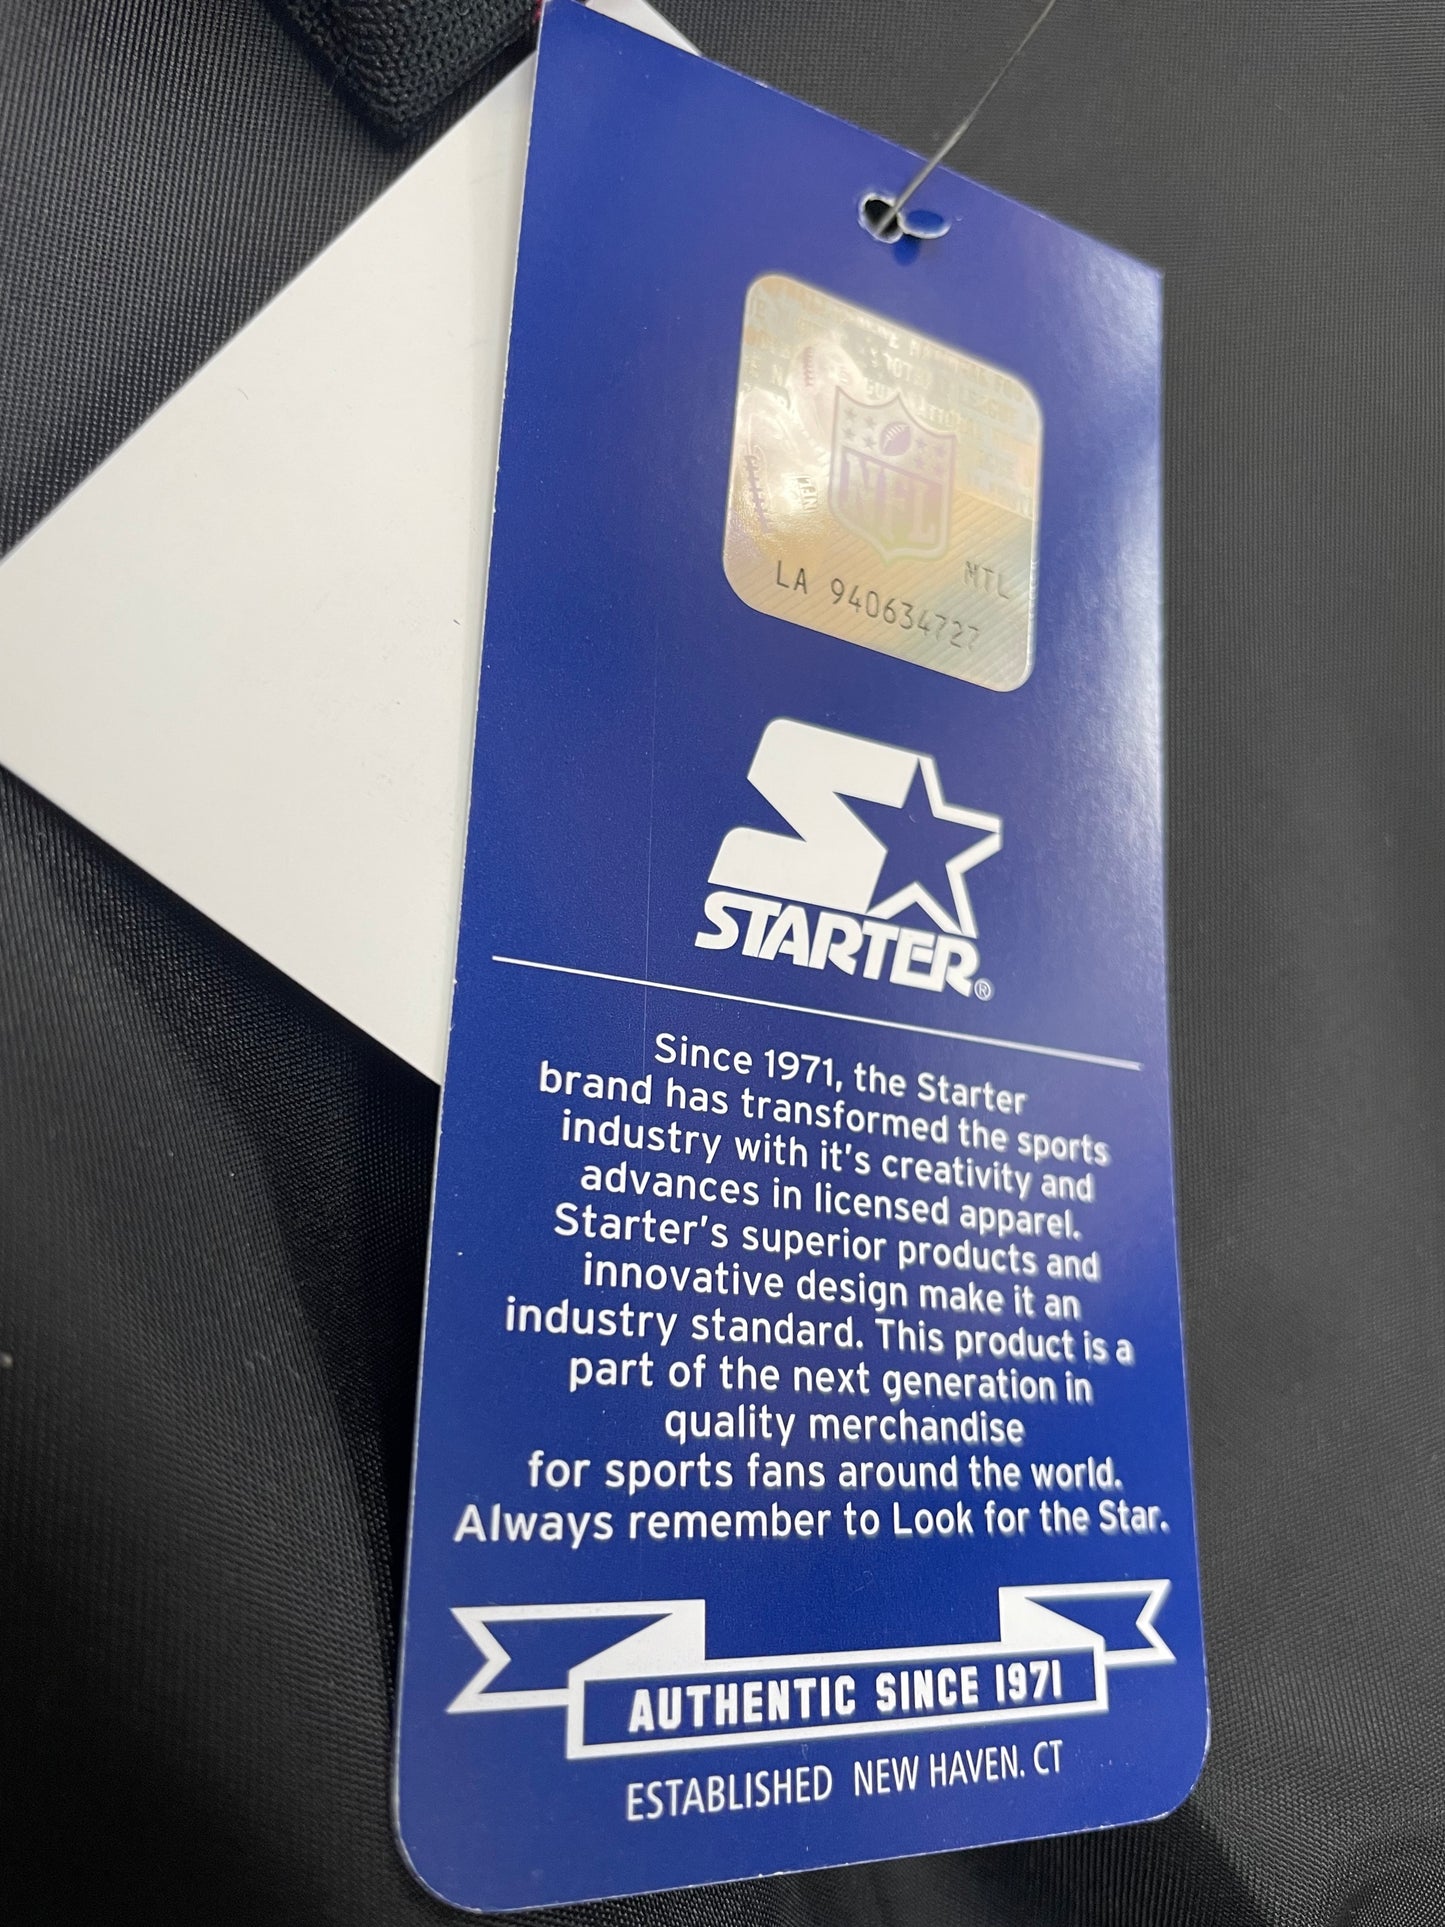 NFL
NFL
MTL
LA 940634727
STARTER®
Since 1971, the Starter
brand has transformed the sports
industry with it's creativity and
advances in licensed apparel.
Starter's superior products and
innovative design make it an
industry standard. This product is a
part of the next generation in
quality merchandise
for sports fans around the world.
Always remember to Look for the Star.
AUTHENTIC SINCE 1971
ESTABLISHED NEW HAVEN. CT